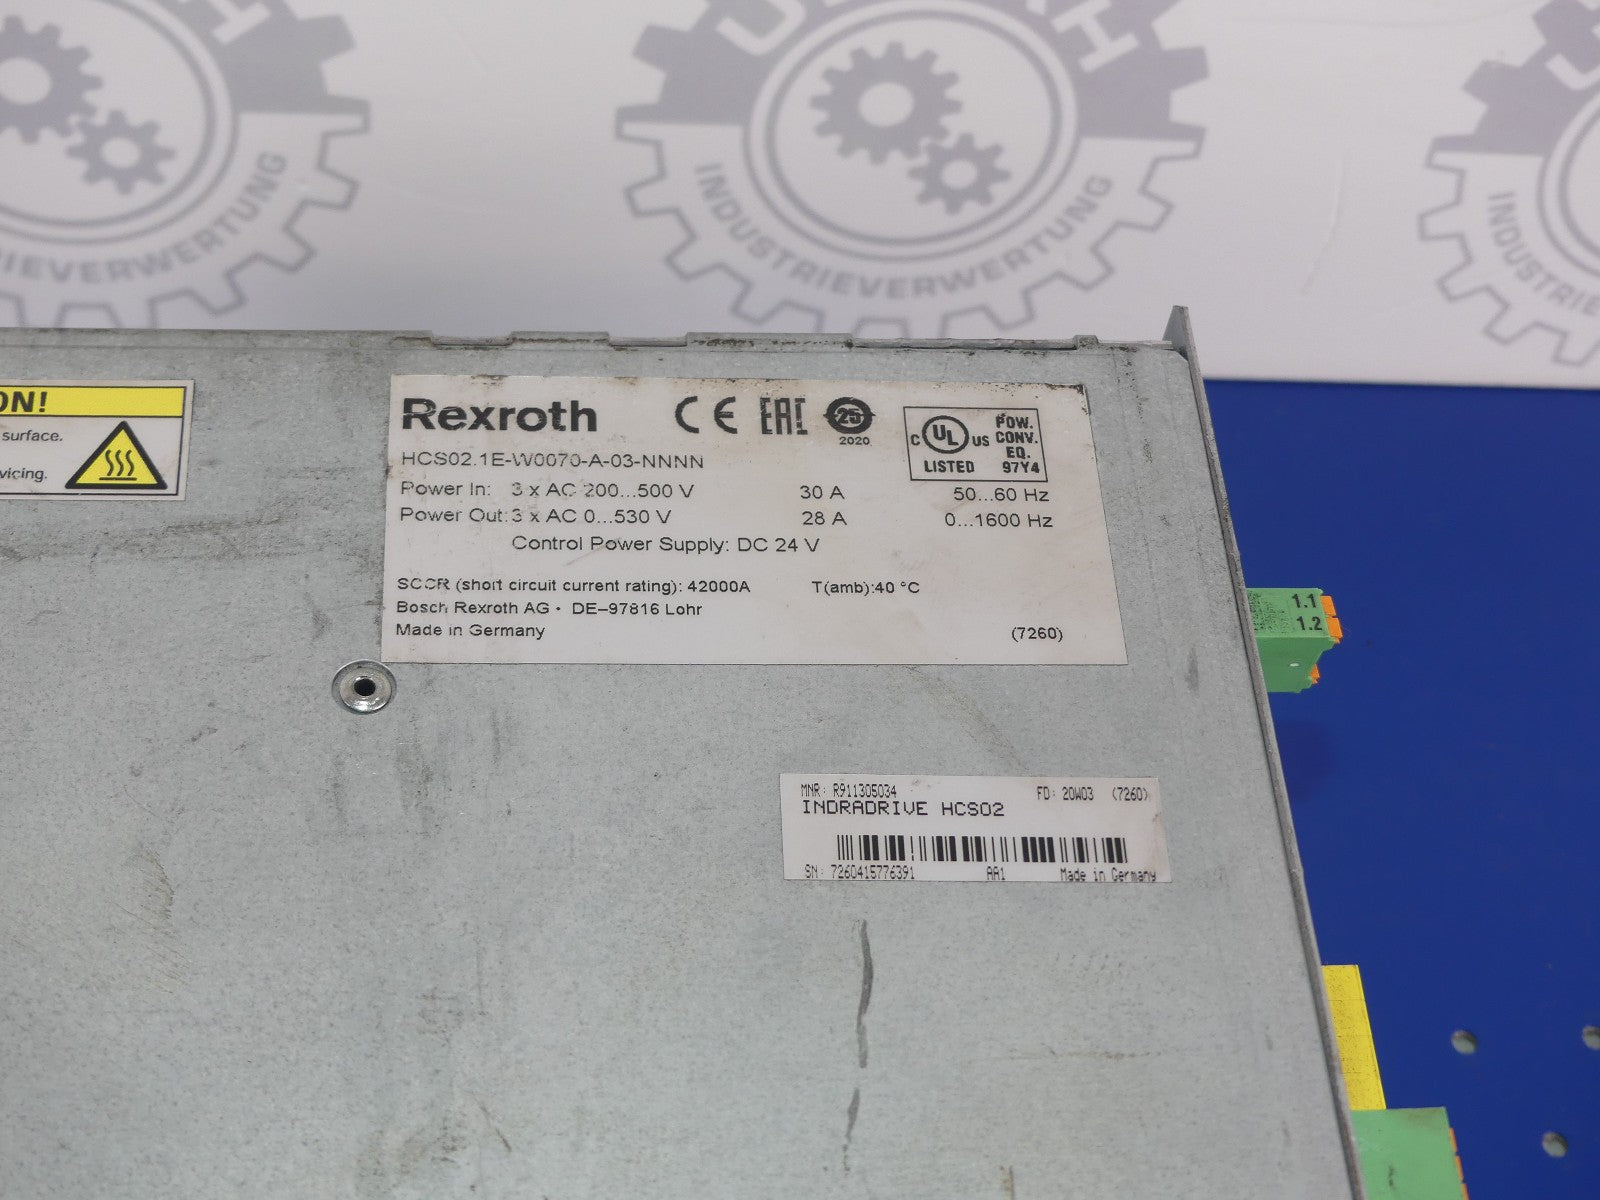 INDUSTRIEVERWERTUNG
ON!
surface.
vicing.
Rexroth
CE EAC 25
2020
C UL US
LISTED
POW.
CONV.
EQ.
97Y4
HCS02.1E-W0070-A-03-NNNN
Power In: 3 x AC 200...500 V 30 A 50...60 Hz
Power Out: 3 x AC 0...530 V 28 A 0...1600 Hz
Control Power Supply: DC 24 V
SCCR (short circuit current rating): 42000A T(amb):40 °C
Bosch Rexroth AG • DE–97816 Lohr
Made in Germany (7260)
1.1
1.2
MNR: R911305034 FD: 20W03 (7260)
INDRADRIVE HCS02
SN: 7260415776391 AA1 Made in Germany